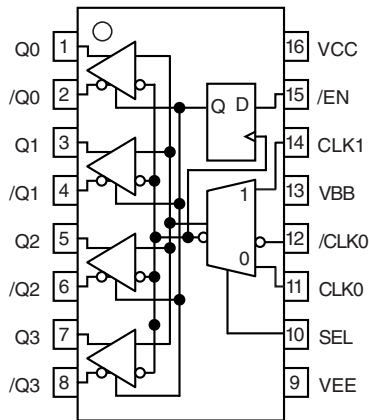 Q0 1 16 VCC
/Q0 2 Q D 15 /EN
Q1 3 14 CLK1
/Q1 4 1 13 VBB
Q2 5 12 /CLK0
/Q2 6 0 11 CLK0
Q3 7 10 SEL
/Q3 8 9 VEE